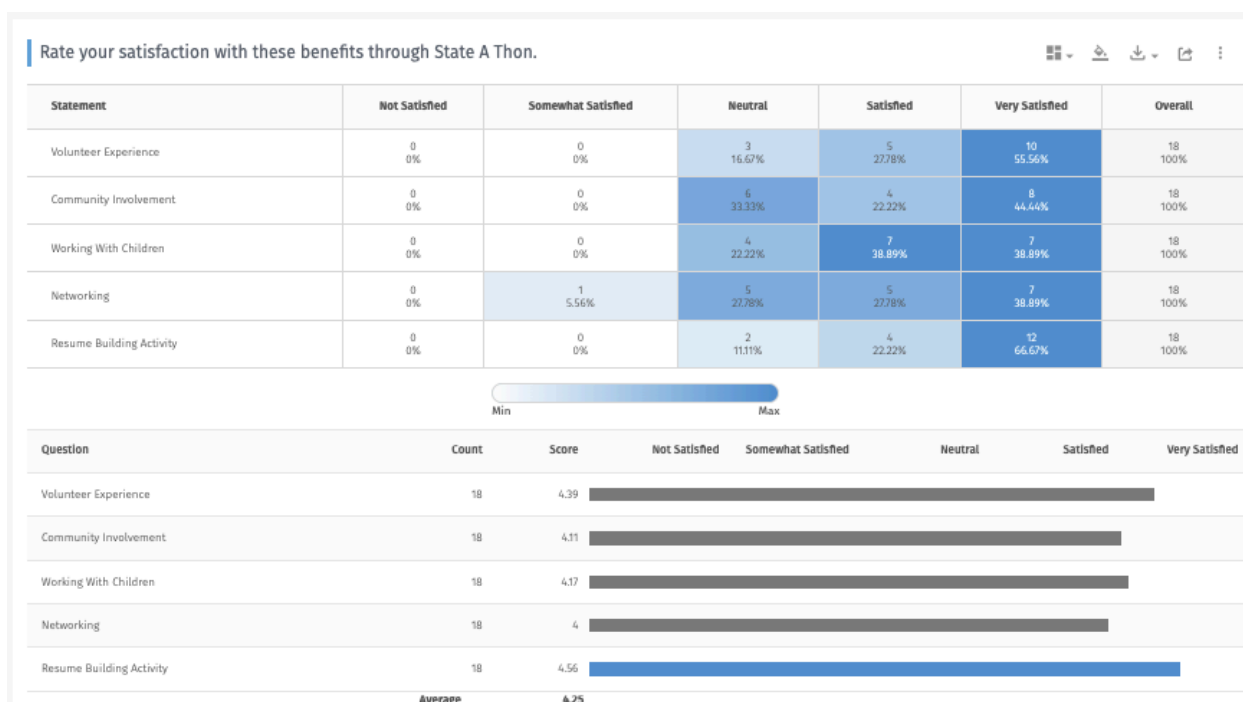 Rate your satisfaction with these benefits through State A Thon.
Statement Not Satisfied Somewhat Satisfied Neutral Satisfied Very Satisfied Overall
Volunteer Experience 0 0% 0 0% 3 16.67% 5 27.78% 10 55.56% 18 100%
Community Involvement 0 0% 0 0% 6 33.33% 4 22.22% 8 44.44% 18 100%
Working With Children 0 0% 0 0% 4 22.22% 7 38.89% 7 38.89% 18 100%
Networking 0 0% 1 5.56% 5 27.78% 5 27.78% 7 38.89% 18 100%
Resume Building Activity 0 0% 0 0% 2 11.11% 4 22.22% 12 66.67% 18 100%
Min Max
Question Count Score Not Satisfied Somewhat Satisfied Neutral Satisfied Very Satisfied
Volunteer Experience 18 4.39
Community Involvement 18 4.11
Working With Children 18 4.17
Networking 18 4
Resume Building Activity 18 4.56
Average 4.25